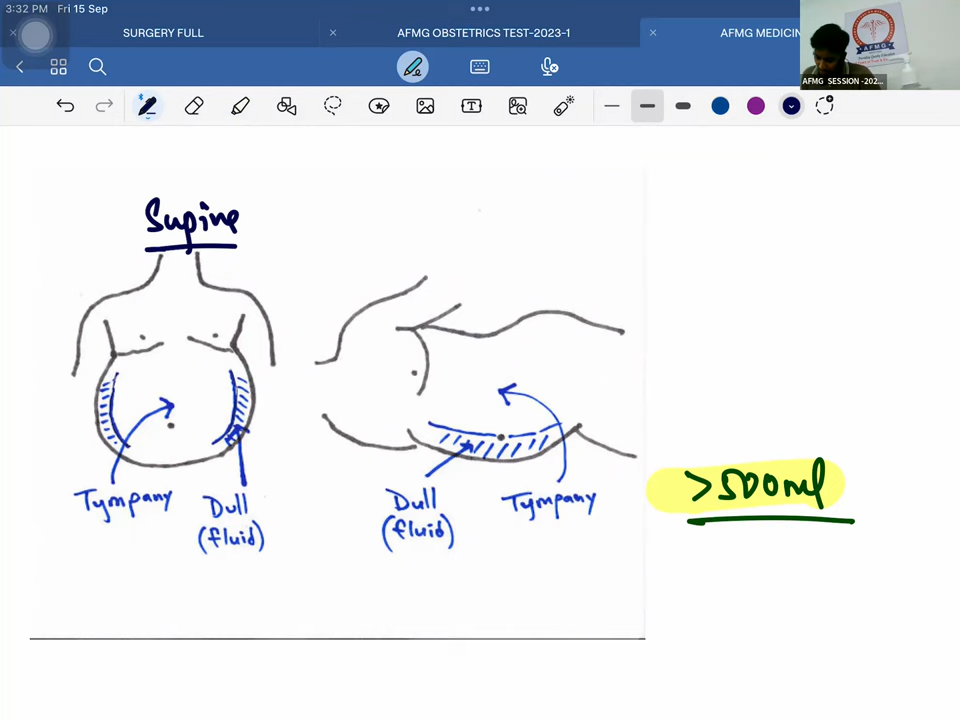 3:32 PM Fri 15 Sep
SURGERY FULL
AFMG OBSTETRICS TEST-2023-1
AFMG MEDICIN
AFMG
AFMG SESSION -202...
Supine
Tympany
Dull
(fluid)
Dull
(fluid)
Tympany
>500ml